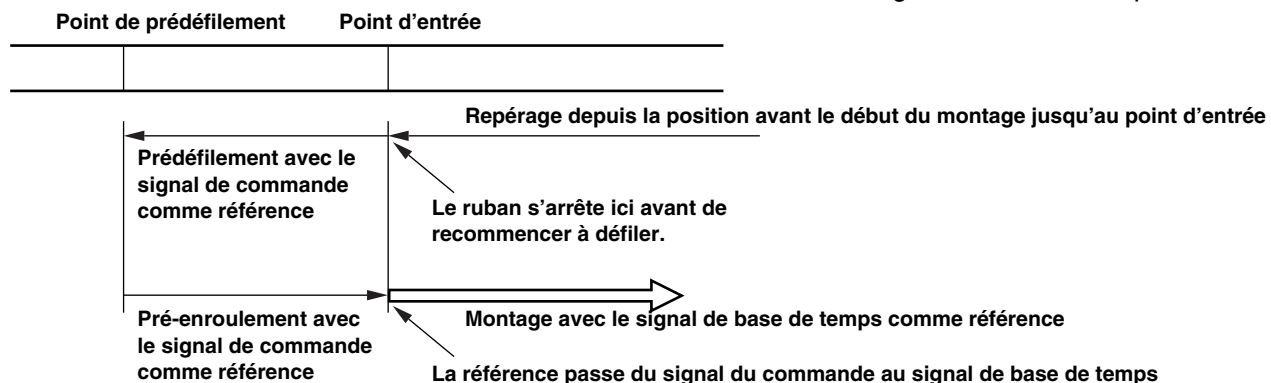 Point de prédéfilement
Point d'entrée
Repérage depuis la position avant le début du montage jusqu'au point d'entrée
Prédéfilement avec le
signal de commande
comme référence
Le ruban s'arrête ici avant de
recommencer à défiler.
Pré-enroulement avec
le signal de commande
comme référence
Montage avec le signal de base de temps comme référence
La référence passe du signal du commande au signal de base de temps